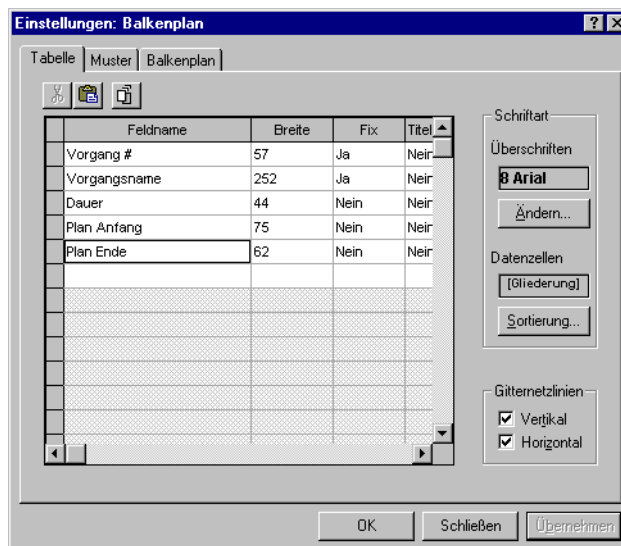 Einstellungen: Balkenplan
Tabelle Muster Balkenplan
Feldname Breite Fix Titel
Vorgang # 57 Ja Nein
Vorgangsname 252 Ja Nein
Dauer 44 Nein Nein
Plan Anfang 75 Nein Nein
Plan Ende 62 Nein Nein
Schriftart
Überschriften
8 Arial
Ändern...
Datenzellen
[Gliederung]
Sortierung...
Gitternetzlinien
Vertikal
Horizontal
OK Schließen Übernehmen